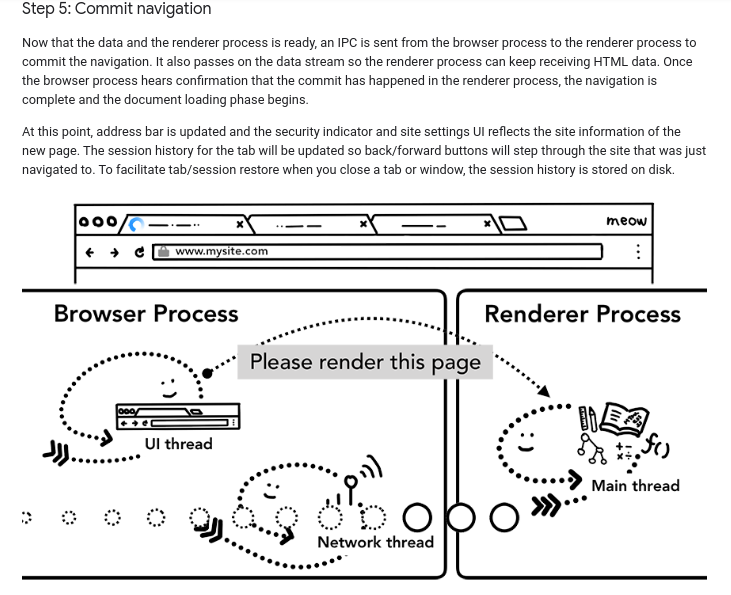 Step 5: Commit navigation
Now that the data and the renderer process is ready, an IPC is sent from the browser process to the renderer process to
commit the navigation. It also passes on the data stream so the renderer process can keep receiving HTML data. Once
the browser process hears confirmation that the commit has happened in the renderer process, the navigation is
complete and the document loading phase begins.
At this point, address bar is updated and the security indicator and site settings UI reflects the site information of the
new page. The session history for the tab will be updated so back/forward buttons will step through the site that was just
navigated to. To facilitate tab/session restore when you close a tab or window, the session history is stored on disk.
meow
www.mysite.com
Browser Process
Renderer Process
Please render this page
UI thread
f()
Main thread
Network thread